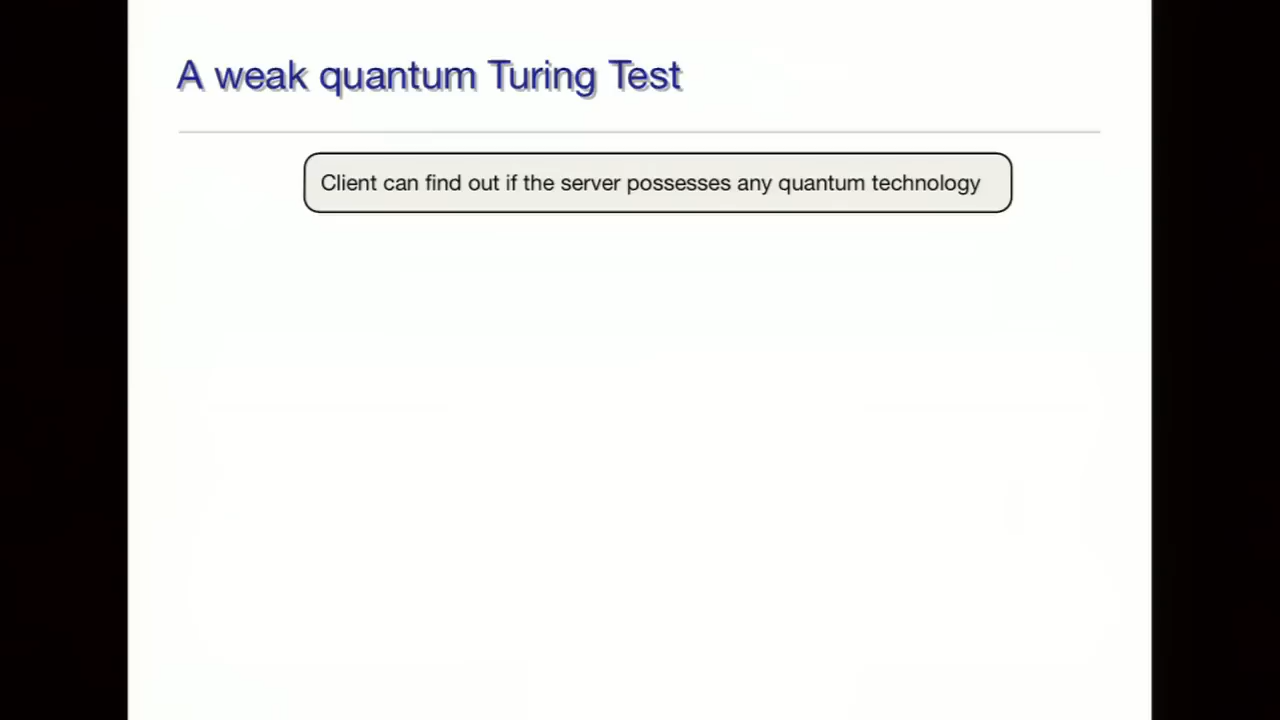 A weak quantum Turing Test
Client can find out if the server possesses any quantum technology